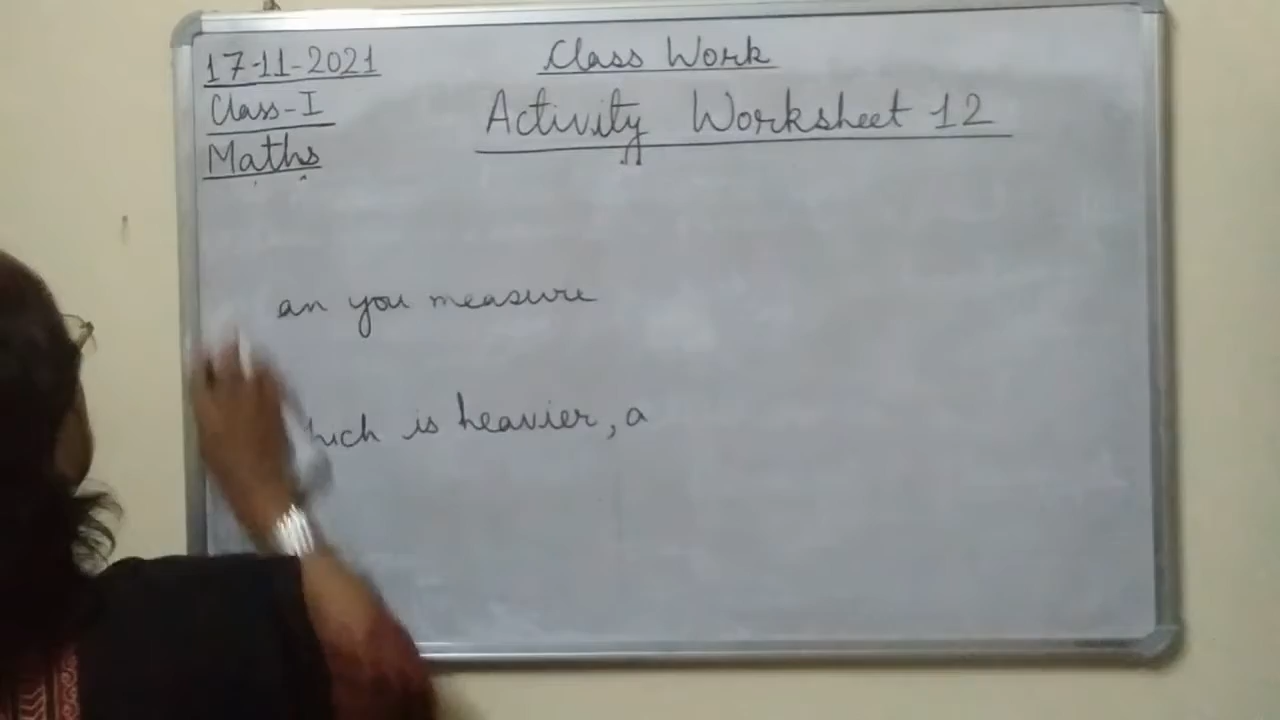 17-11-2021
Class-I
Maths
Class Work
Activity Worksheet 12
an you measure
hich is heavier, a